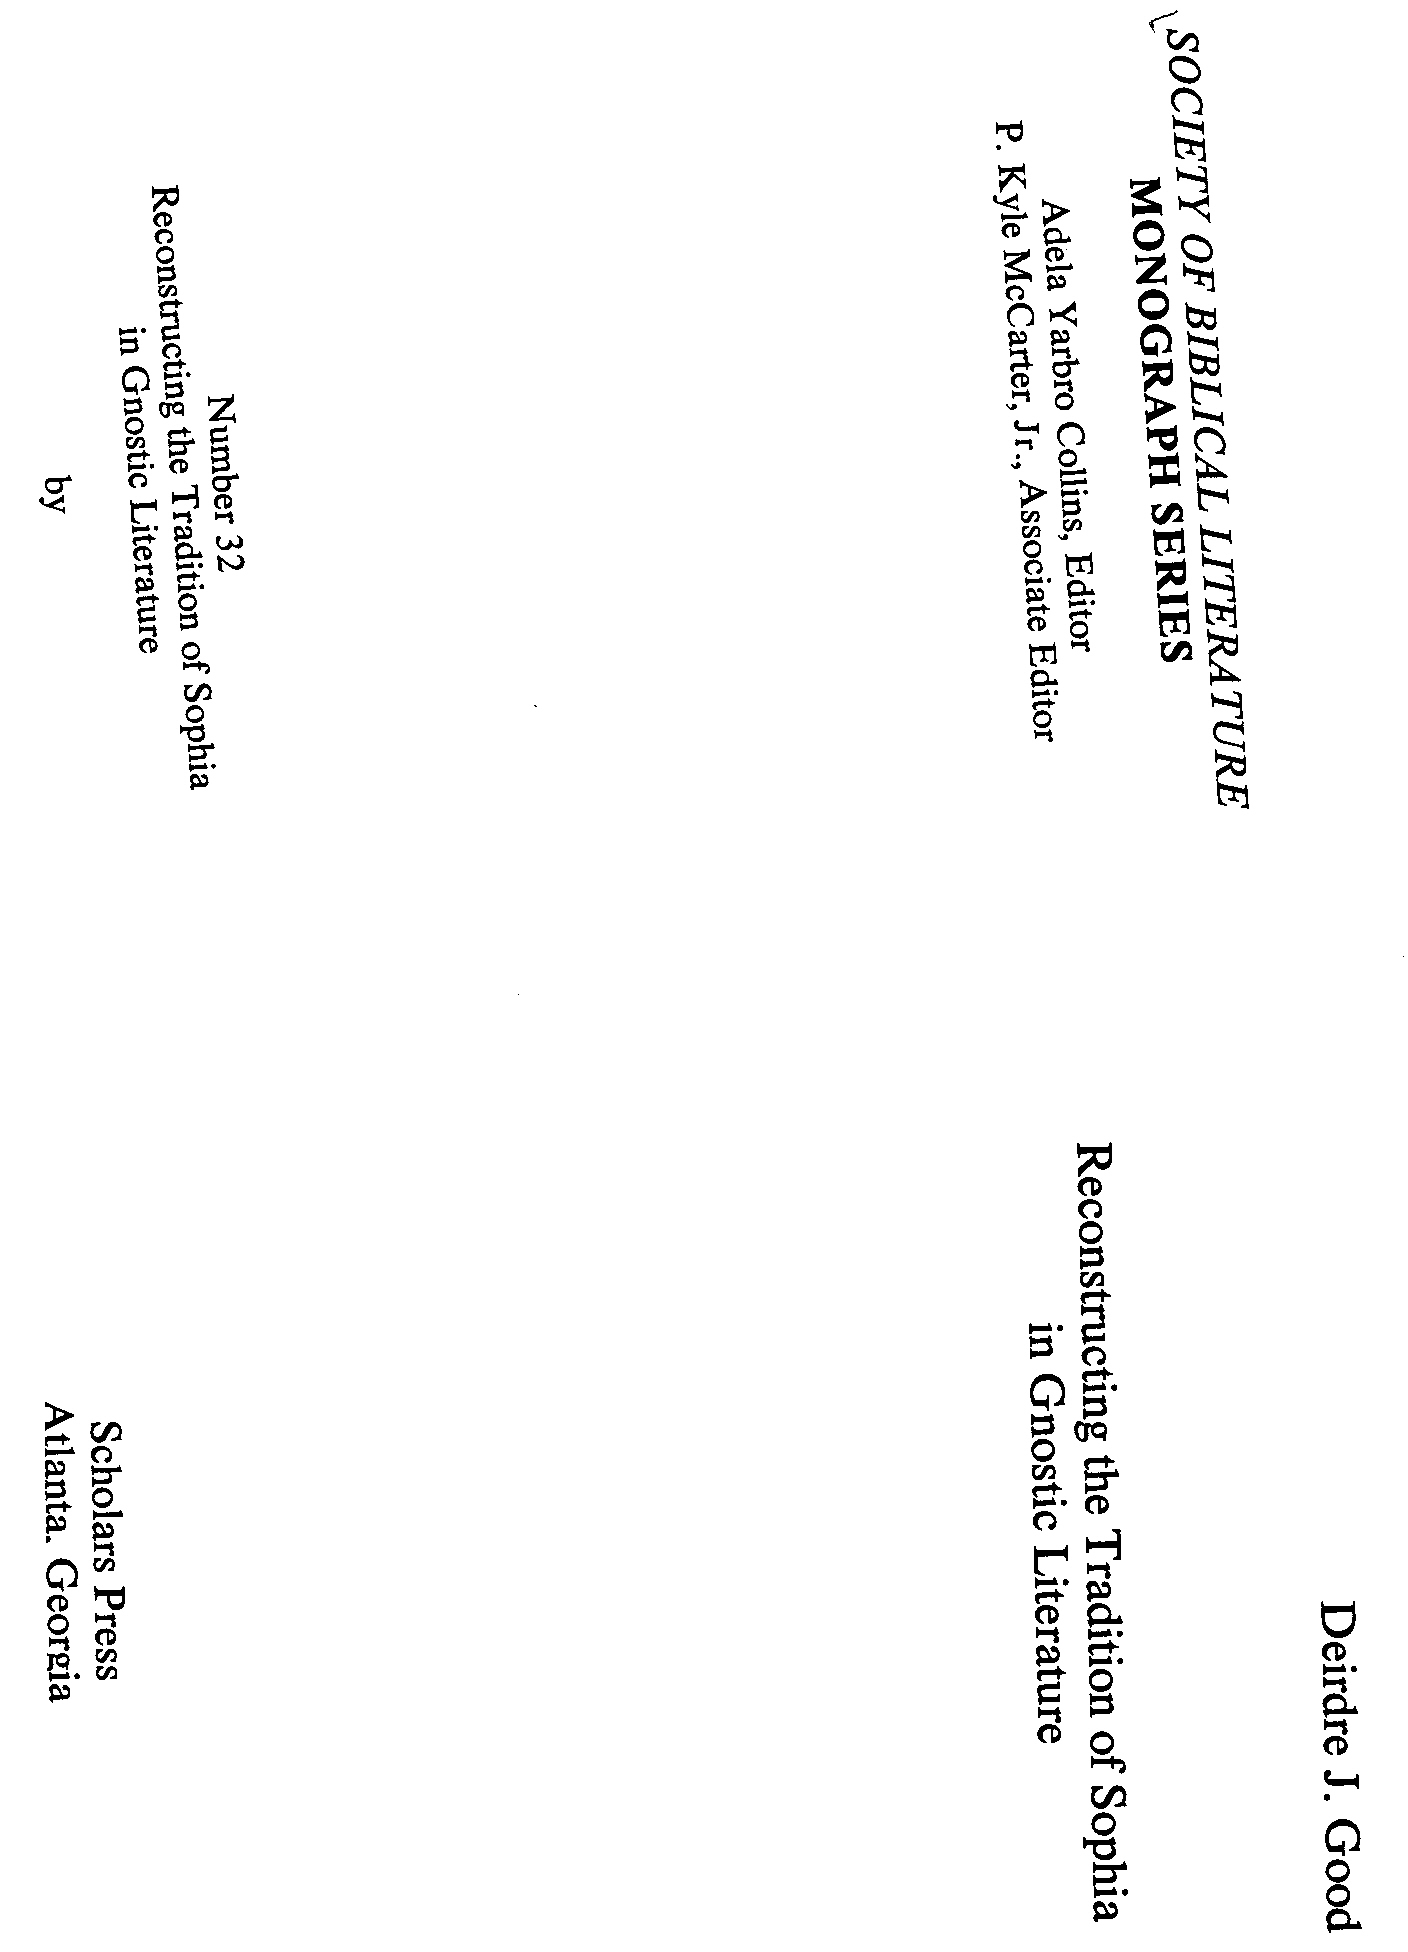 SOCIETY OF BIBLICAL LITERATURE
MONOGRAPH SERIES
Adela Yarbro Collins, Editor
P. Kyle McCarter, Jr., Associate Editor
Number 32
Reconstructing the Tradition of Sophia
in Gnostic Literature
by
Deirdre J. Good
Reconstructing the Tradition of Sophia
in Gnostic Literature
Scholars Press
Atlanta. Georgia